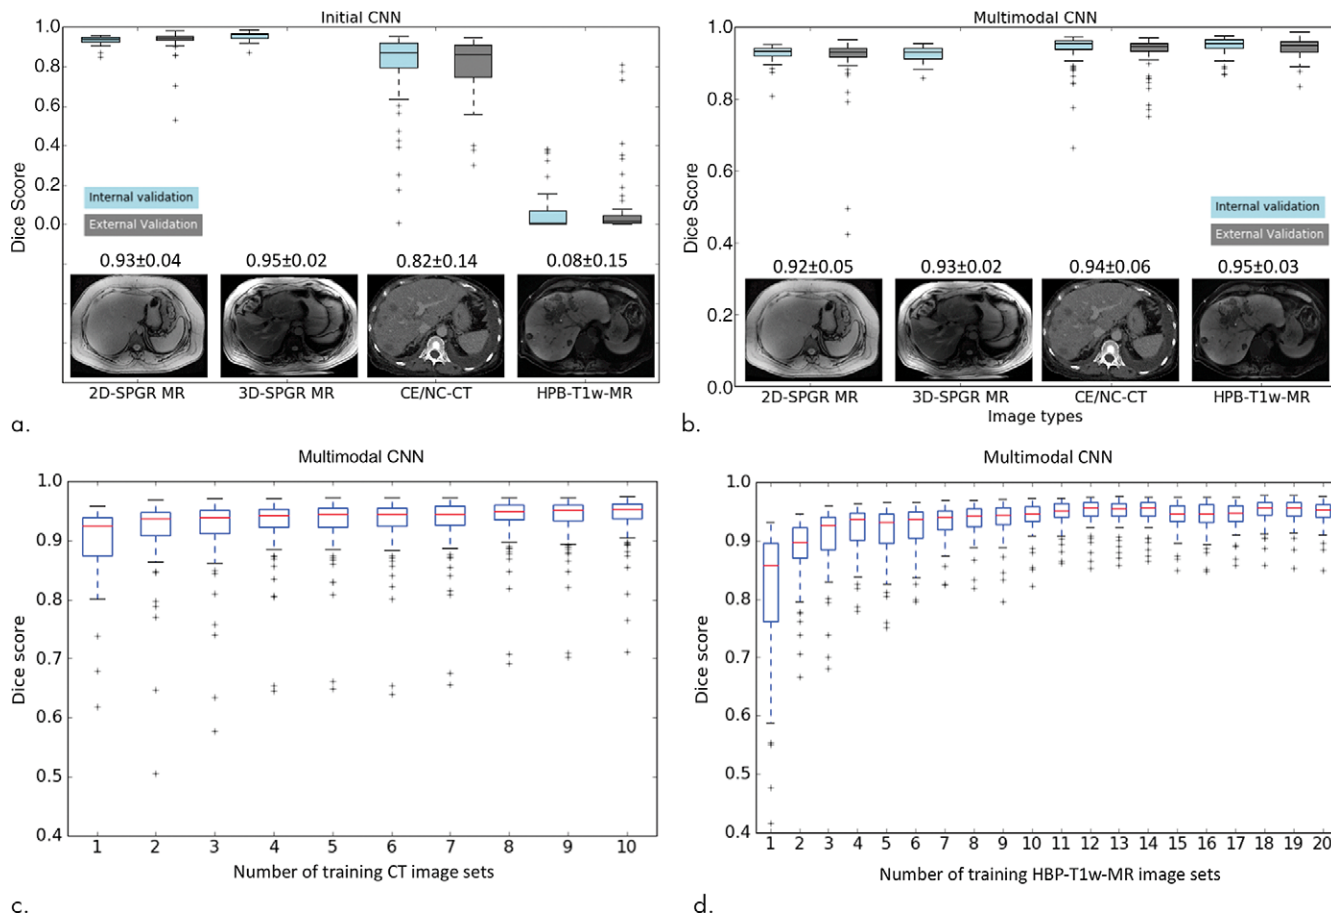 Initial CNN
1.0
0.8
0.6
0.4
0.2
0.0
Dice Score
Internal validation
External Validation
0.93±0.04 0.95±0.02 0.82±0.14 0.08±0.15
2D-SPGR MR 3D-SPGR MR CE/NC-CT HPB-T1w-MR
a.
Multimodal CNN
1.0
0.8
0.6
0.4
0.2
0.0
Dice Score
Internal validation
External Validation
0.92±0.05 0.93±0.02 0.94±0.06 0.95±0.03
2D-SPGR MR 3D-SPGR MR CE/NC-CT HPB-T1w-MR
Image types
b.
Multimodal CNN
1.0
0.9
0.8
0.7
0.6
0.5
0.4
Dice score
1 2 3 4 5 6 7 8 9 10
Number of training CT image sets
c.
Multimodal CNN
1.0
0.9
0.8
0.7
0.6
0.5
0.4
Dice score
1 2 3 4 5 6 7 8 9 10 11 12 13 14 15 16 17 18 19 20
Number of training HBP-T1w-MR image sets
d.